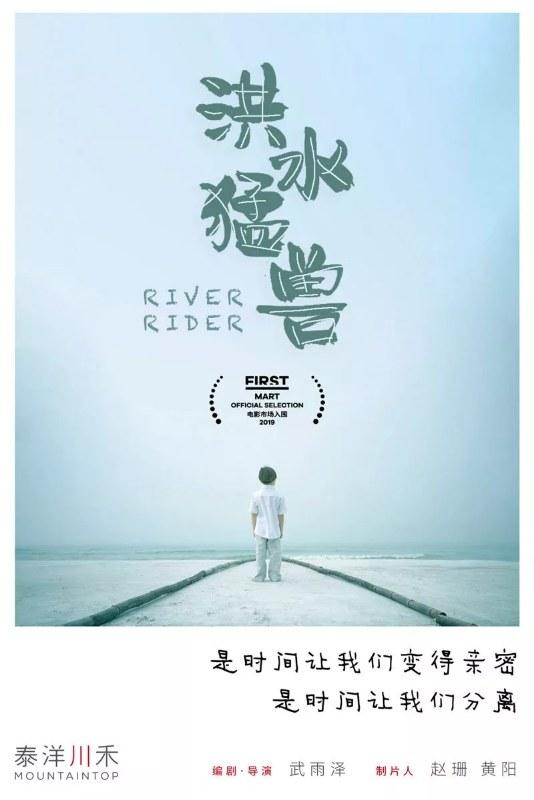 洪水猛兽
RIVER
RIDER
FIRST
MART
OFFICIAL SELECTION
电影市场入围
2019
是时间让我们变得亲密
是时间让我们分离
泰洋川禾
MOUNTAINTOP
编剧·导演 武雨泽 制片人 赵珊 黄阳